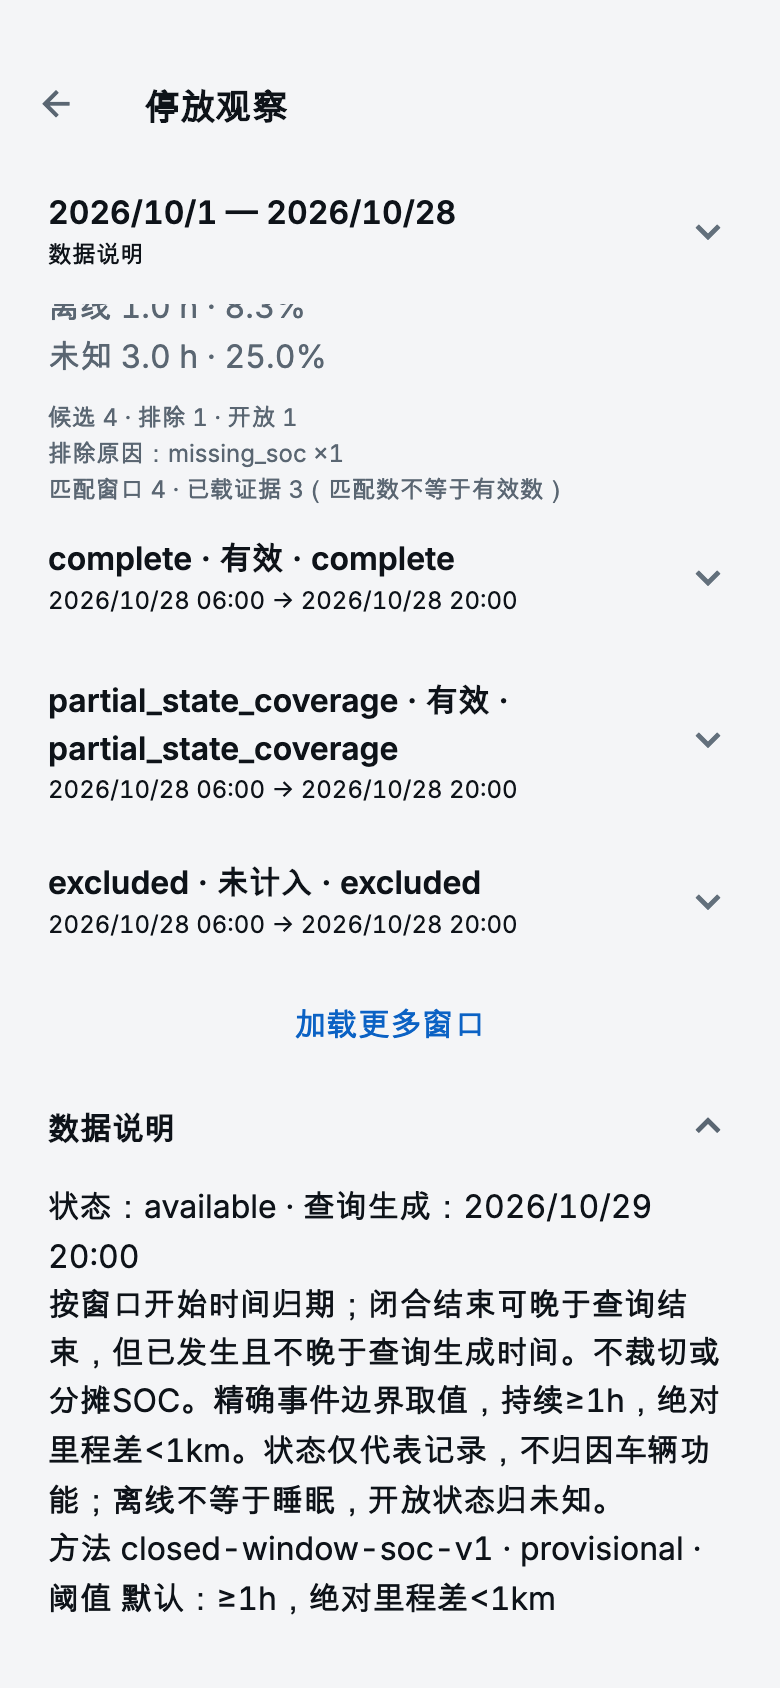 停放观察
2026/10/1 — 2026/10/28
数据说明
离线 1.0 h · 8.3%
未知 3.0 h · 25.0%
候选 4 · 排除 1 · 开放 1
排除原因：missing_soc ×1
匹配窗口 4 · 已载证据 3（匹配数不等于有效数）
complete · 有效 · complete
2026/10/28 06:00 → 2026/10/28 20:00
partial_state_coverage · 有效 ·
partial_state_coverage
2026/10/28 06:00 → 2026/10/28 20:00
excluded · 未计入 · excluded
2026/10/28 06:00 → 2026/10/28 20:00
加载更多窗口
数据说明
状态：available · 查询生成：2026/10/29
20:00
按窗口开始时间归期；闭合结束可晚于查询结
束，但已发生且不晚于查询生成时间。不裁切或
分摊SOC。精确事件边界取值，持续≥1h，绝对
里程差<1km。状态仅代表记录，不归因车辆功
能；离线不等于睡眠，开放状态归未知。
方法 closed-window-soc-v1 · provisional ·
阈值 默认：≥1h，绝对里程差<1km